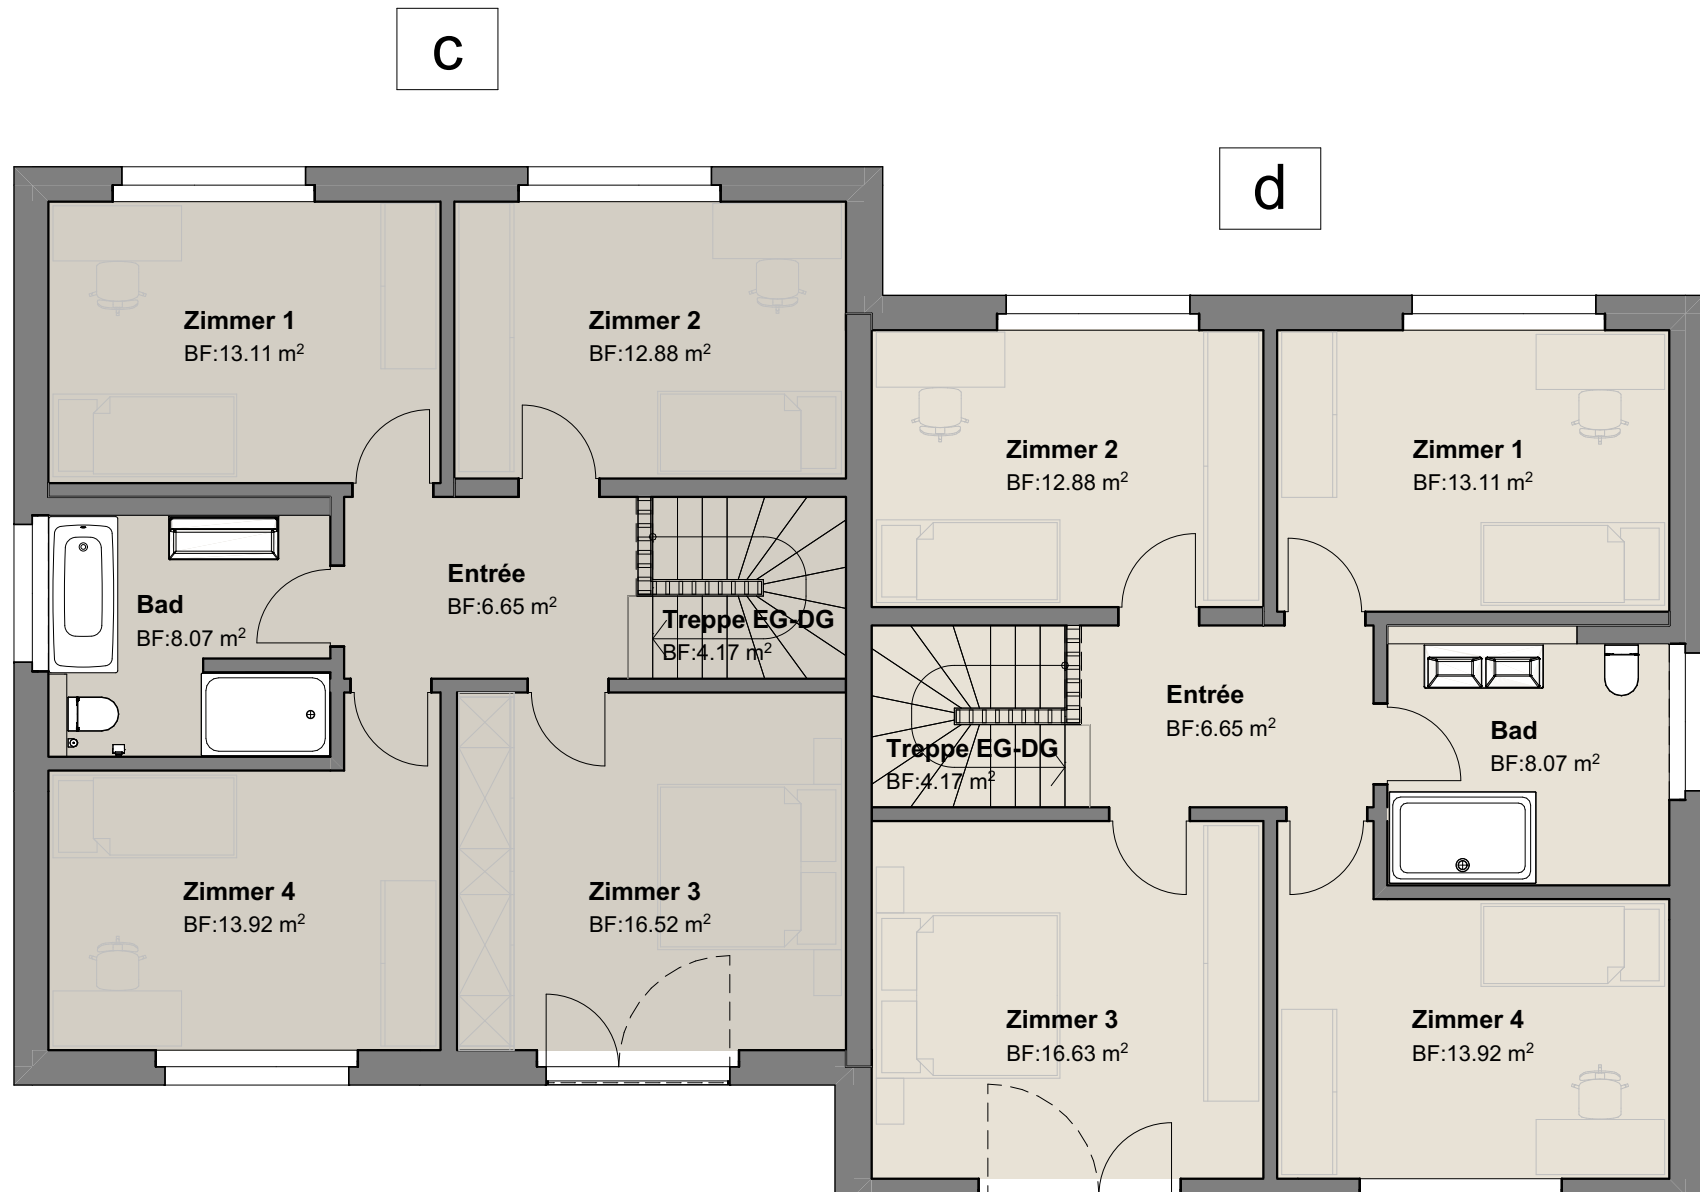 c
d
Zimmer 1
BF:13.11 m²
Zimmer 2
BF:12.88 m²
Zimmer 2
BF:12.88 m²
Zimmer 1
BF:13.11 m²
Entrée
BF:6.65 m²
Bad
BF:8.07 m²
Treppe EG-DG
BF:4.17 m²
Entrée
BF:6.65 m²
Bad
BF:8.07 m²
Treppe EG-DG
BF:4.17 m²
Zimmer 4
BF:13.92 m²
Zimmer 3
BF:16.52 m²
Zimmer 3
BF:16.63 m²
Zimmer 4
BF:13.92 m²